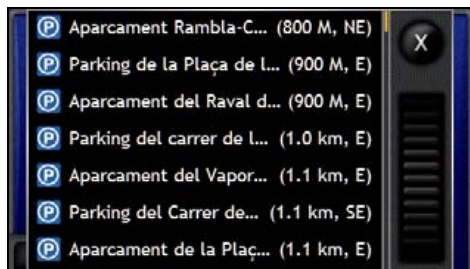 P Aparcament Rambla-C... (800 M, NE)
P Parking de la Plaça de l... (900 M, E)
P Aparcament del Raval d... (900 M, E)
P Parking del carrer de l... (1.0 km, E)
P Aparcament del Vapor... (1.1 km, E)
P Parking del Carrer de... (1.1 km, SE)
P Aparcament de la Plaç... (1.1 km, E)
X